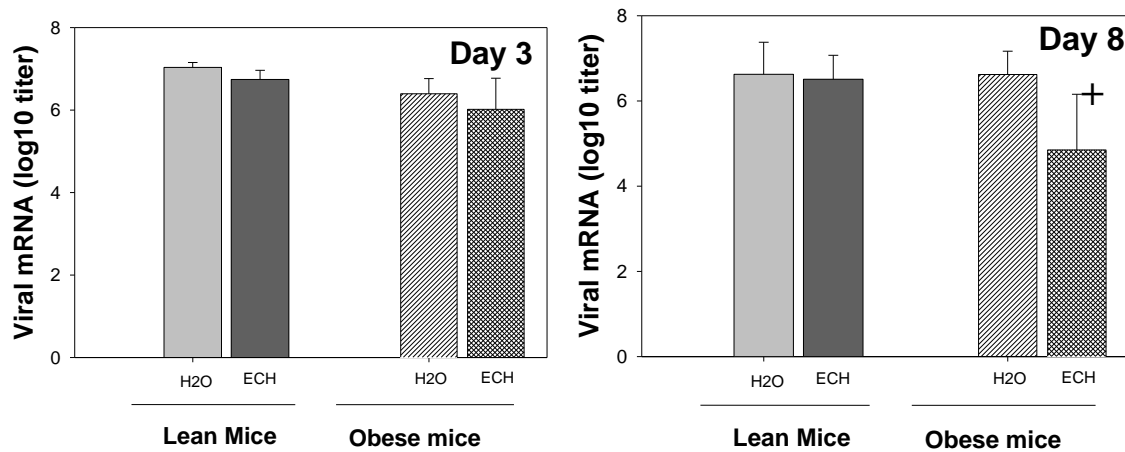 Day 3
Viral mRNA (log10 titer)
8
6
4
2
0
H2O
ECH
H2O
ECH
Lean Mice
Obese mice
Day 8
Viral mRNA (log10 titer)
8
6
4
2
0
+
H2O
ECH
H2O
ECH
Lean Mice
Obese mice